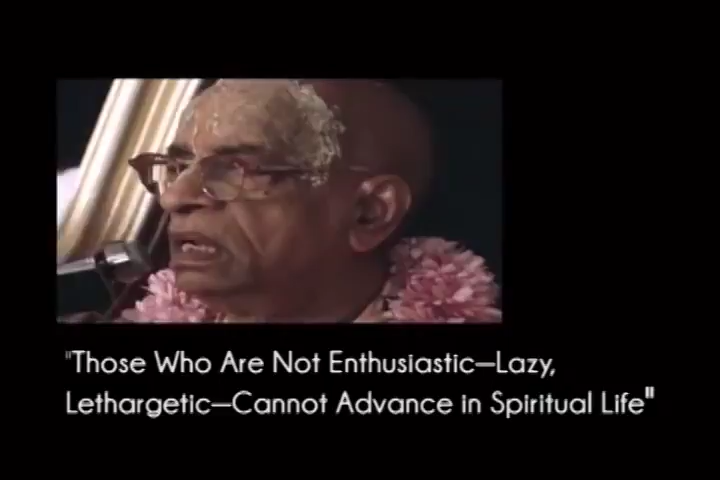 "Those Who Are Not Enthusiastic—Lazy,
Lethargetic—Cannot Advance in Spiritual Life"